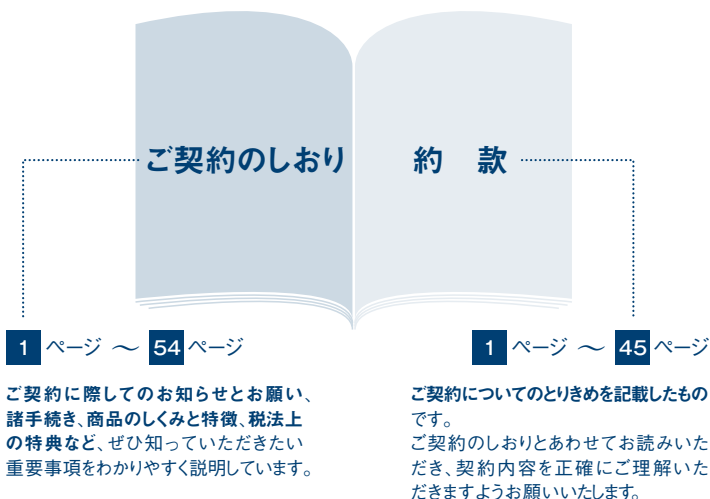 ご契約のしおり
約 款
1 ページ ～ 54 ページ
ご契約に際してのお知らせとお願い、
諸手続き、商品のしくみと特徴、税法上
の特典など、ぜひ知っていただきたい
重要事項をわかりやすく説明しています。
1 ページ ～ 45 ページ
ご契約についてのとりきめを記載したもの
です。
ご契約のしおりとあわせてお読みいた
だき、契約内容を正確にご理解いた
だきますようお願いいたします。